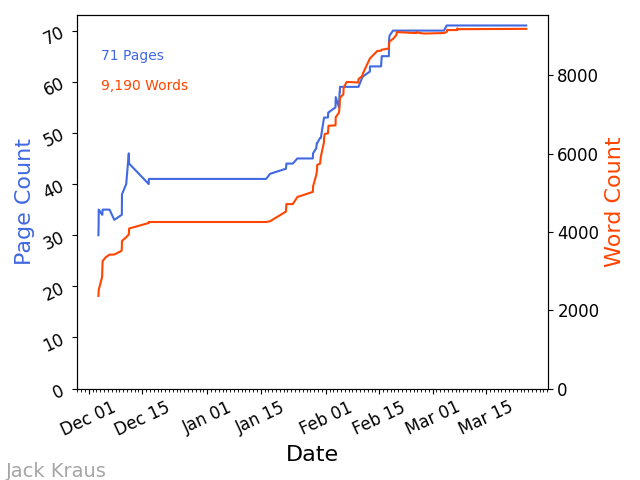 71 Pages
9,190 Words
Page Count
70
60
50
40
30
20
10
0
Word Count
8000
6000
4000
2000
0
Dec 01
Dec 15
Jan 01
Jan 15
Feb 01
Feb 15
Mar 01
Mar 15
Date
Jack Kraus